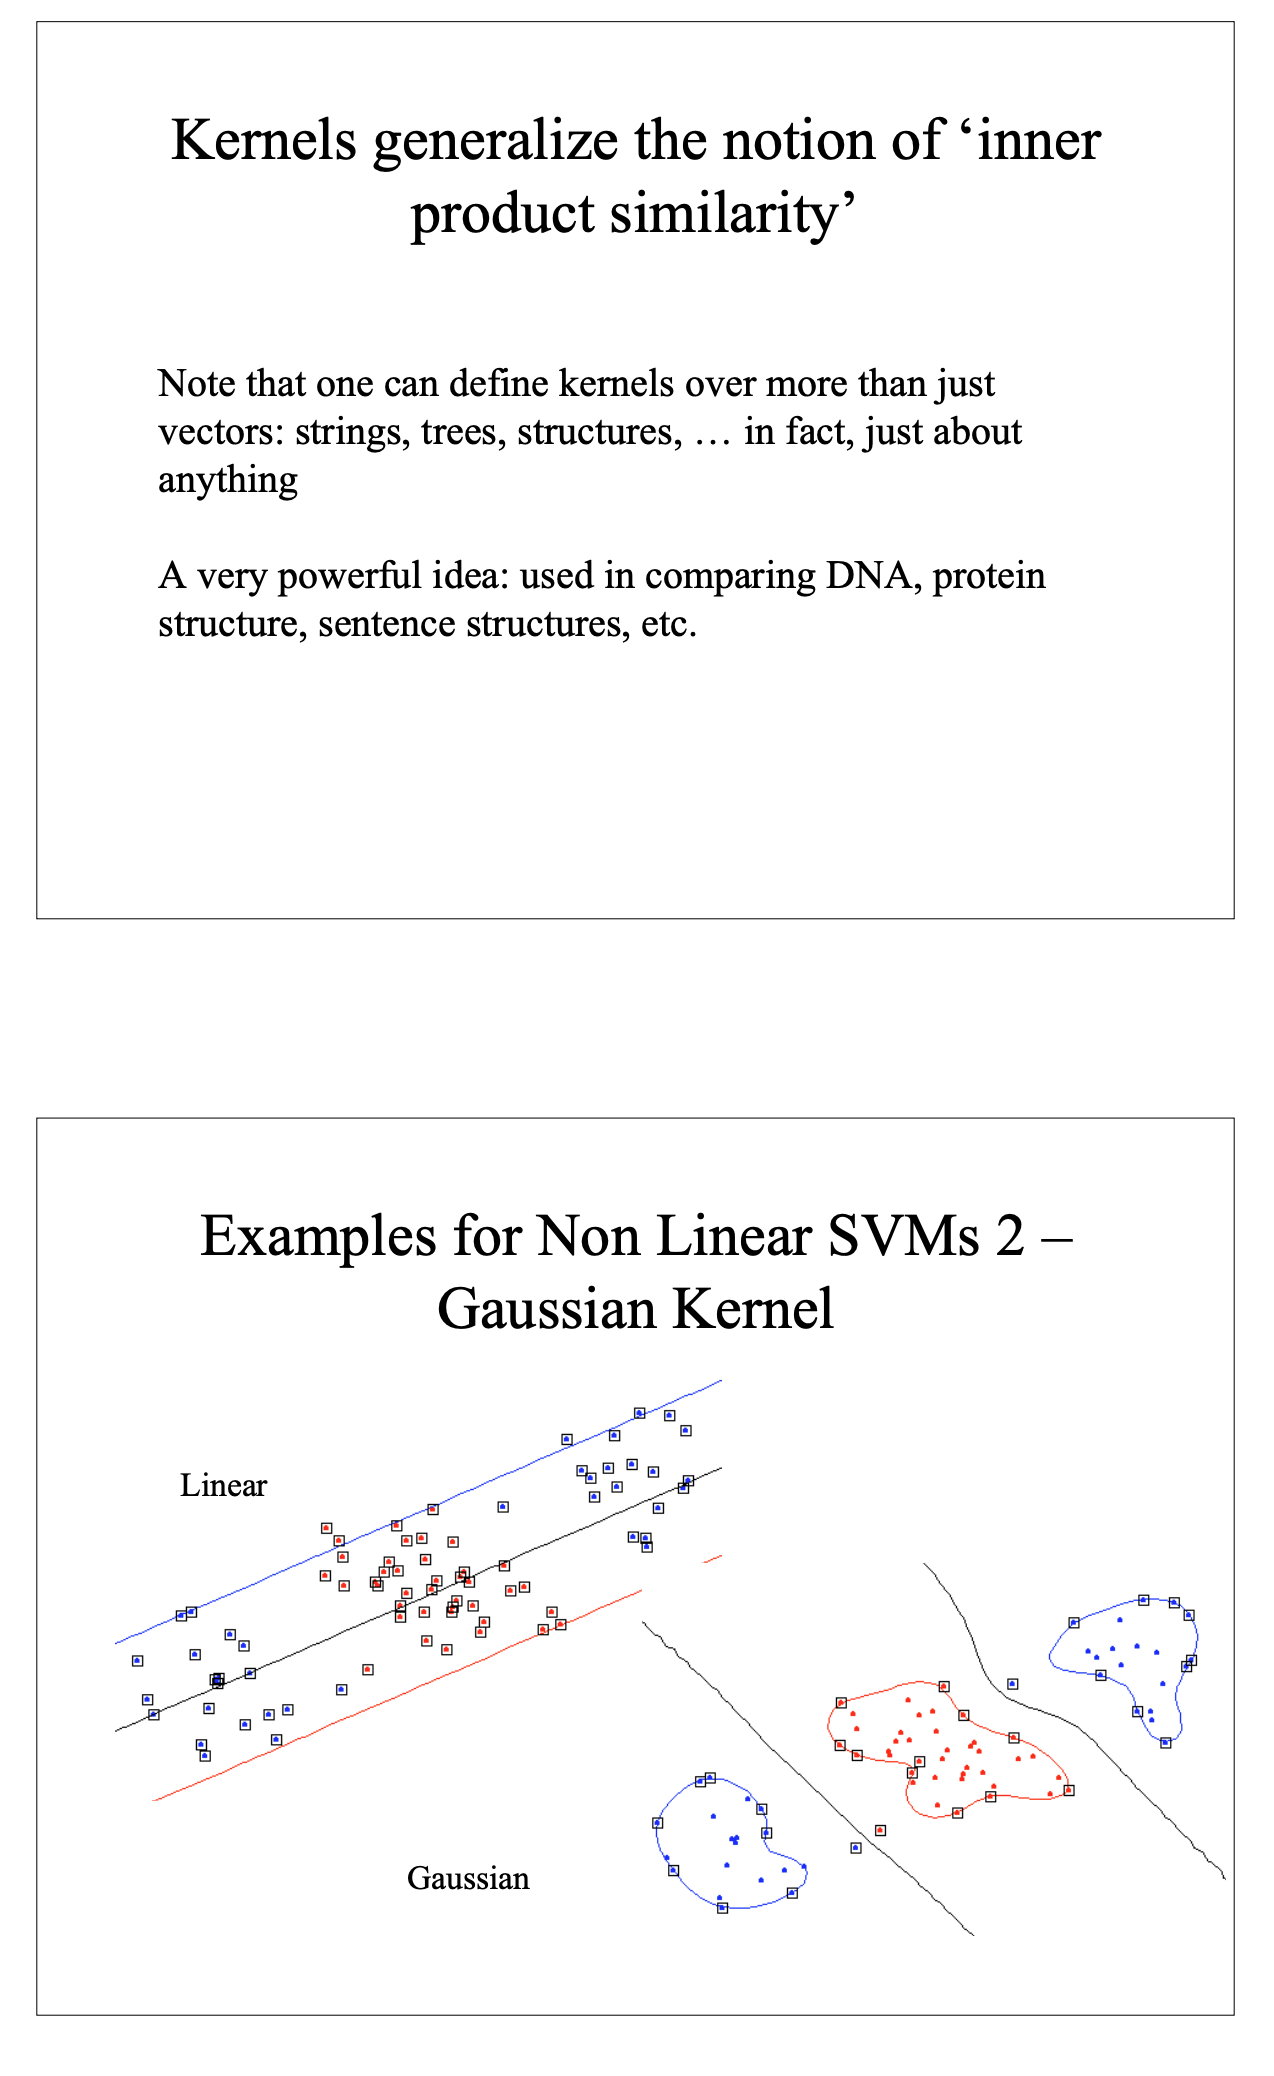 Kernels generalize the notion of ‘inner
product similarity’
Note that one can define kernels over more than just
vectors: strings, trees, structures, … in fact, just about
anything
A very powerful idea: used in comparing DNA, protein
structure, sentence structures, etc.
Examples for Non Linear SVMs 2 –
Gaussian Kernel
Linear
Gaussian